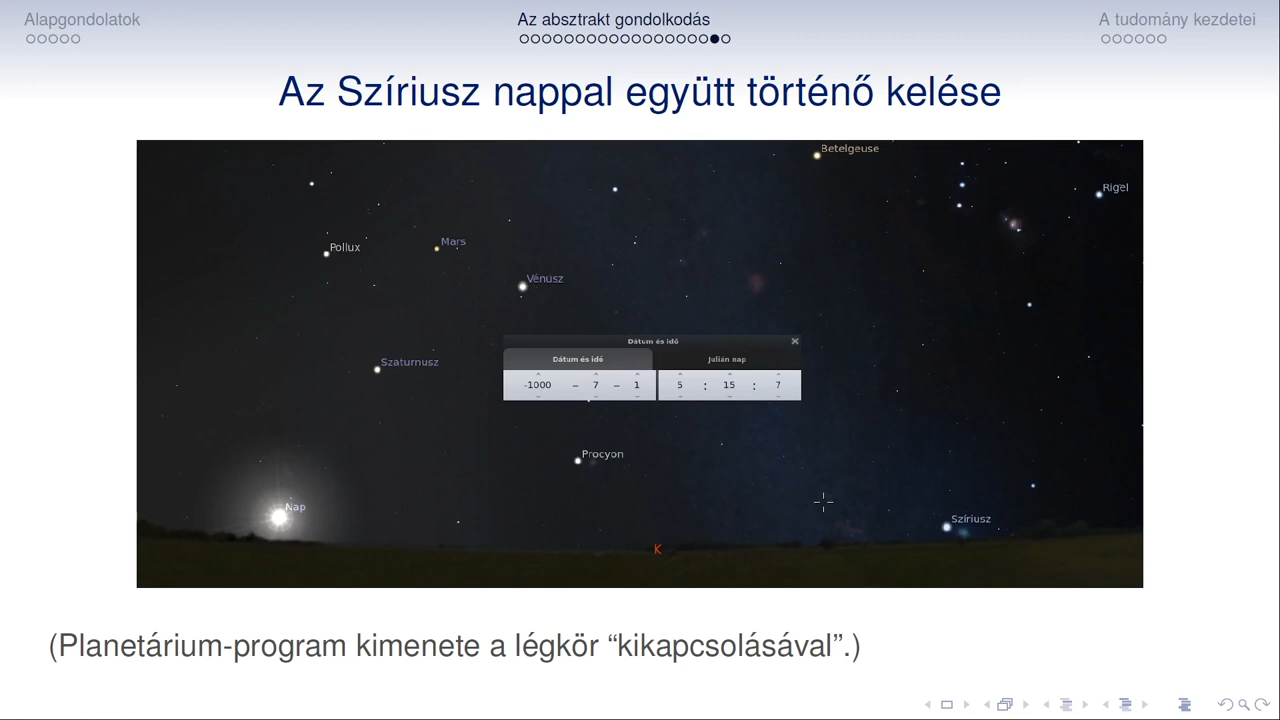 Alapgondolatok
Az absztrakt gondolkodás
A tudomány kezdetei
Az Szíriusz nappal együtt történő kelése
Betelgeuse
Rigel
Pollux
Mars
Vénusz
Szaturnusz
Dátum és idő
Dátum és idő
Julián nap
-1000 – 7 – 1 5 : 15 : 7
Procyon
Nap
Szíriusz
K
(Planetárium-program kimenete a légkör “kikapcsolásával”.)